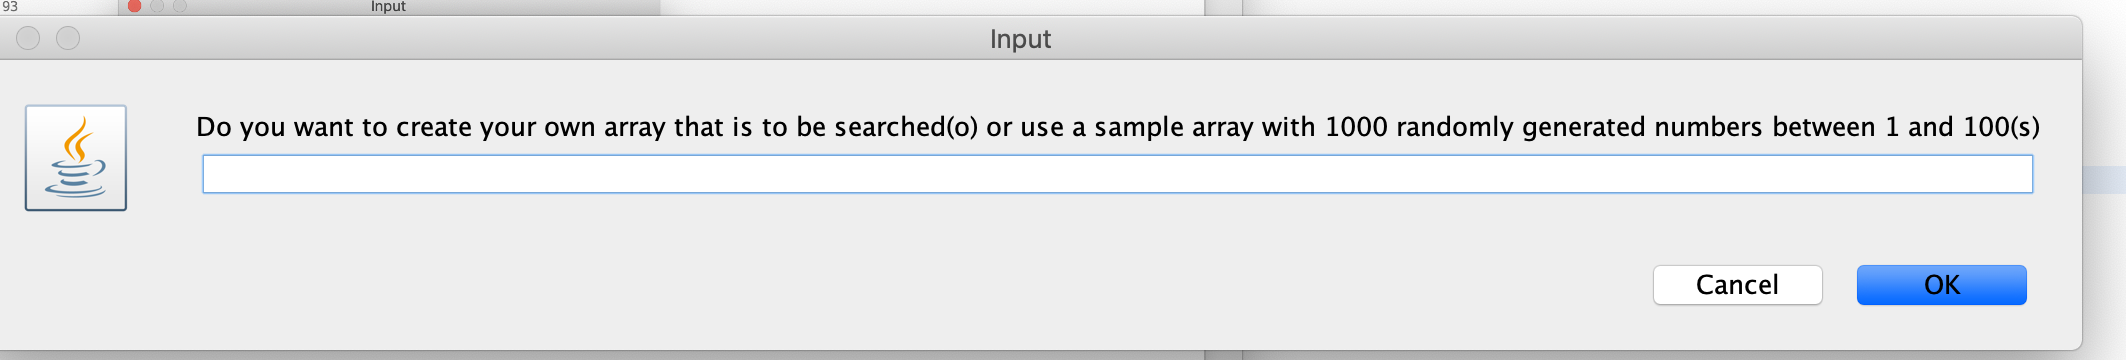 93
Input
Input
Do you want to create your own array that is to be searched(o) or use a sample array with 1000 randomly generated numbers between 1 and 100(s)
Cancel
OK